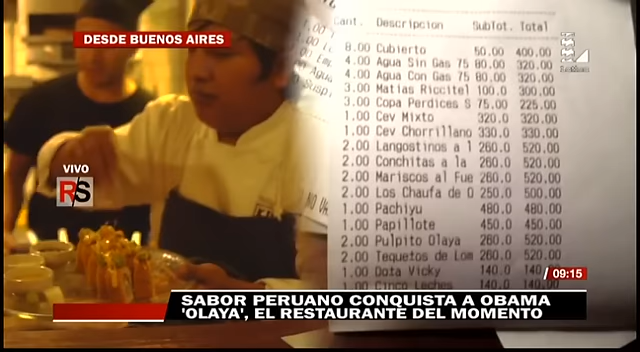 DESDE BUENOS AIRES
Cant. Descripcion SubTot. Total
8.00 Cubierto 50.00 400.00
4.00 Agua Sin Gas 75 80.00 320.00
4.00 Agua Con Gas 75 80.00 320.00
3.00 Matias Riccitel 100.0 300.00
3.00 Copa Perdices S 75.00 225.00
1.00 Cev Mixto 320.0 320.00
1.00 Cev Chorrillano 330.0 330.00
2.00 Langostinos a l 260.0 520.00
2.00 Conchitas a la 260.0 520.00
2.00 Mariscos al Fue 260.0 520.00
2.00 Los Chaufa de O 250.0 500.00
1.00 Pachiyu 480.0 480.00
1.00 Papillote 450.0 450.00
2.00 Pulpito Olaya 260.0 520.00
2.00 Tequetos de Lom 260.0 520.00
1.00 Dota Vicky 140.0 140
1.00 Cinco Leches 140.0
VIVO
R/S
09:15
SABOR PERUANO CONQUISTA A OBAMA
'OLAYA', EL RESTAURANTE DEL MOMENTO